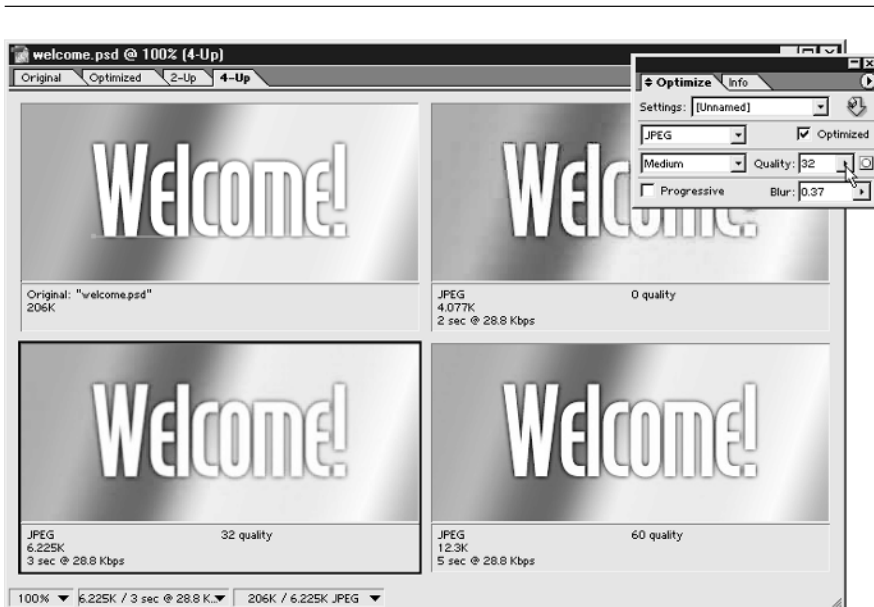 welcome.psd @ 100% (4-Up)
Original Optimized 2-Up 4-Up
Optimize Info
Settings: [Unnamed]
JPEG Optimized
Medium Quality: 32
Progressive Blur: 0.37
Welcome!
Original: "welcome.psd"
206K
Welcome!
JPEG 0 quality
4.077K
2 sec @ 28.8 Kbps
Welcome!
JPEG 32 quality
6.225K
3 sec @ 28.8 Kbps
Welcome!
JPEG 60 quality
12.3K
5 sec @ 28.8 Kbps
100% 6.225K / 3 sec @ 28.8 K... 206K / 6.225K JPEG